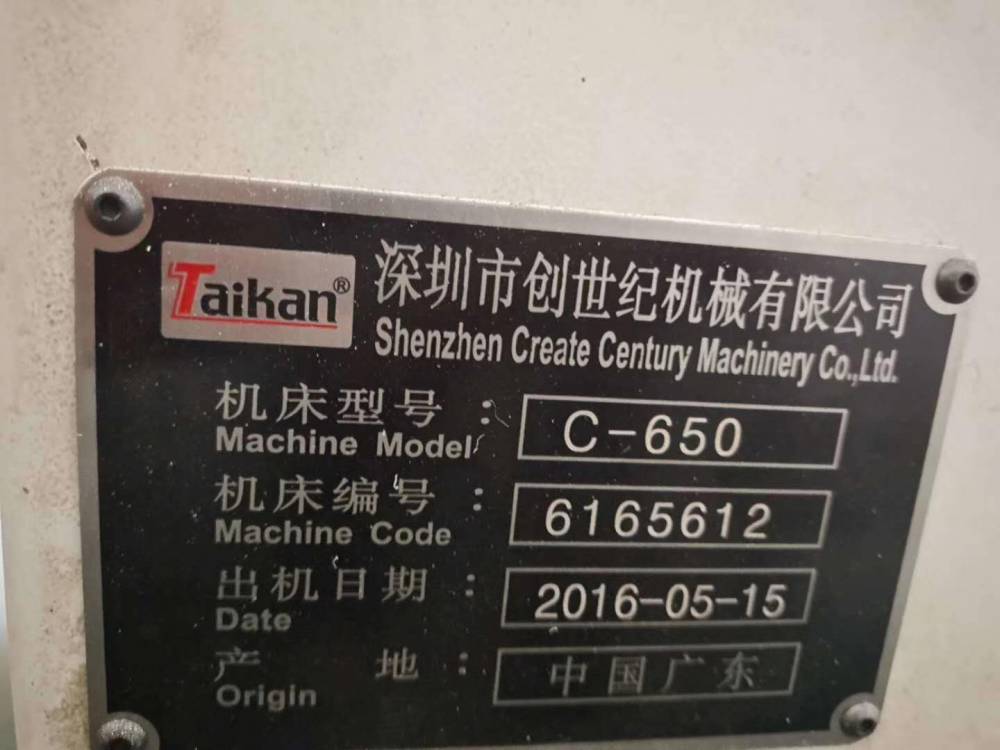 Taikan® 深圳市创世纪机械有限公司
Shenzhen Create Century Machinery Co.,Ltd.
机床型号: C-650
Machine Model
机床编号: 6165612
Machine Code
出机日期: 2016-05-15
Date
产 地: 中国广东
Origin